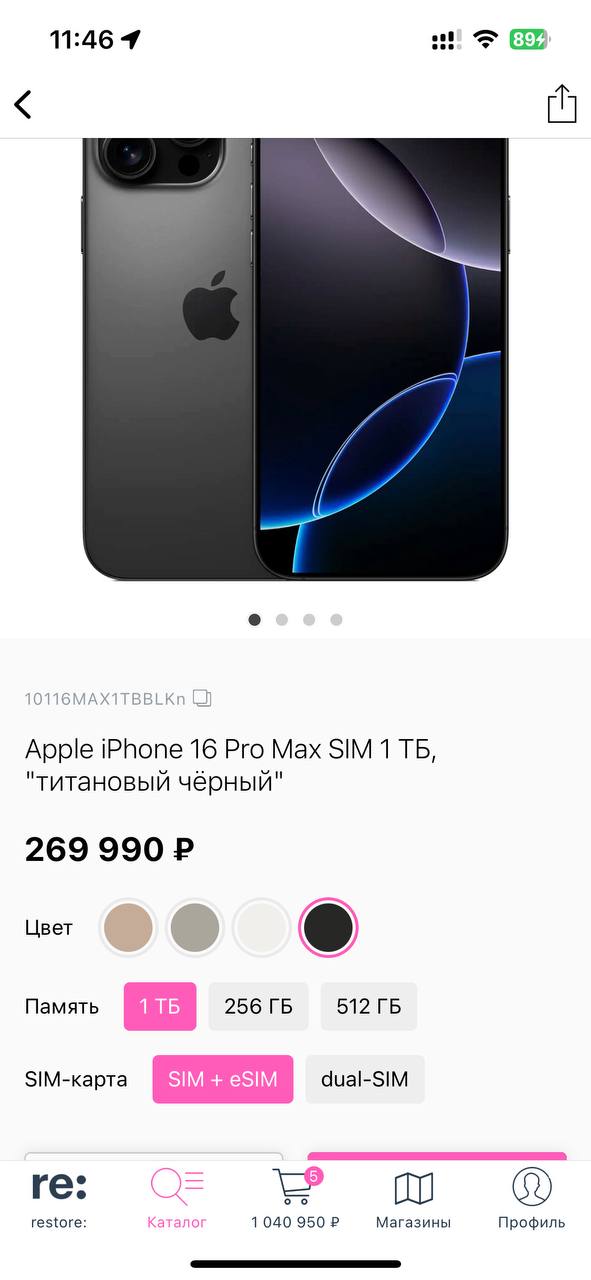 11:46
89
10116MAX1TBBLKn
Apple iPhone 16 Pro Max SIM 1 ТБ,
"титановый чёрный"
269 990 ₽
Цвет
Память 1 ТБ 256 ГБ 512 ГБ
SIM-карта SIM + eSIM dual-SIM
re: 5
restore: Каталог 1 040 950 ₽ Магазины Профиль